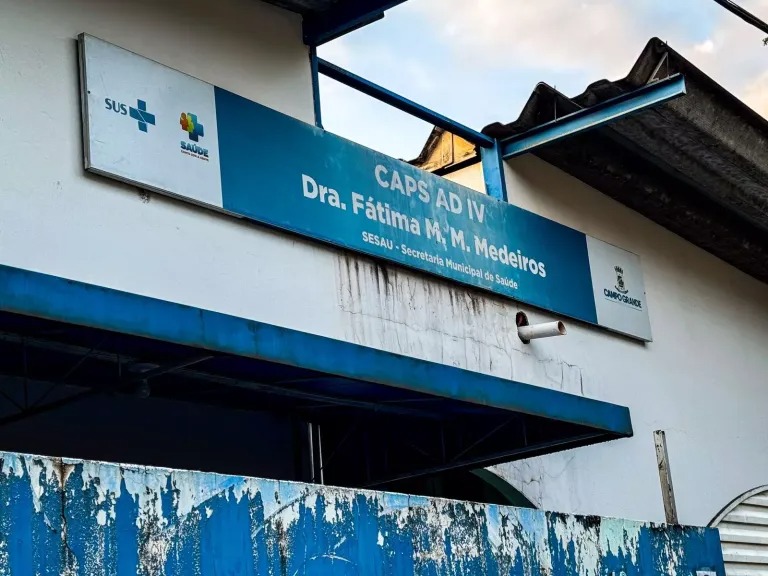 SUS
SAÚDE
CAPS AD IV
Dra. Fátima M. M. Medeiros
SESAU - Secretaria Municipal de Saúde
CAMPO GRANDE